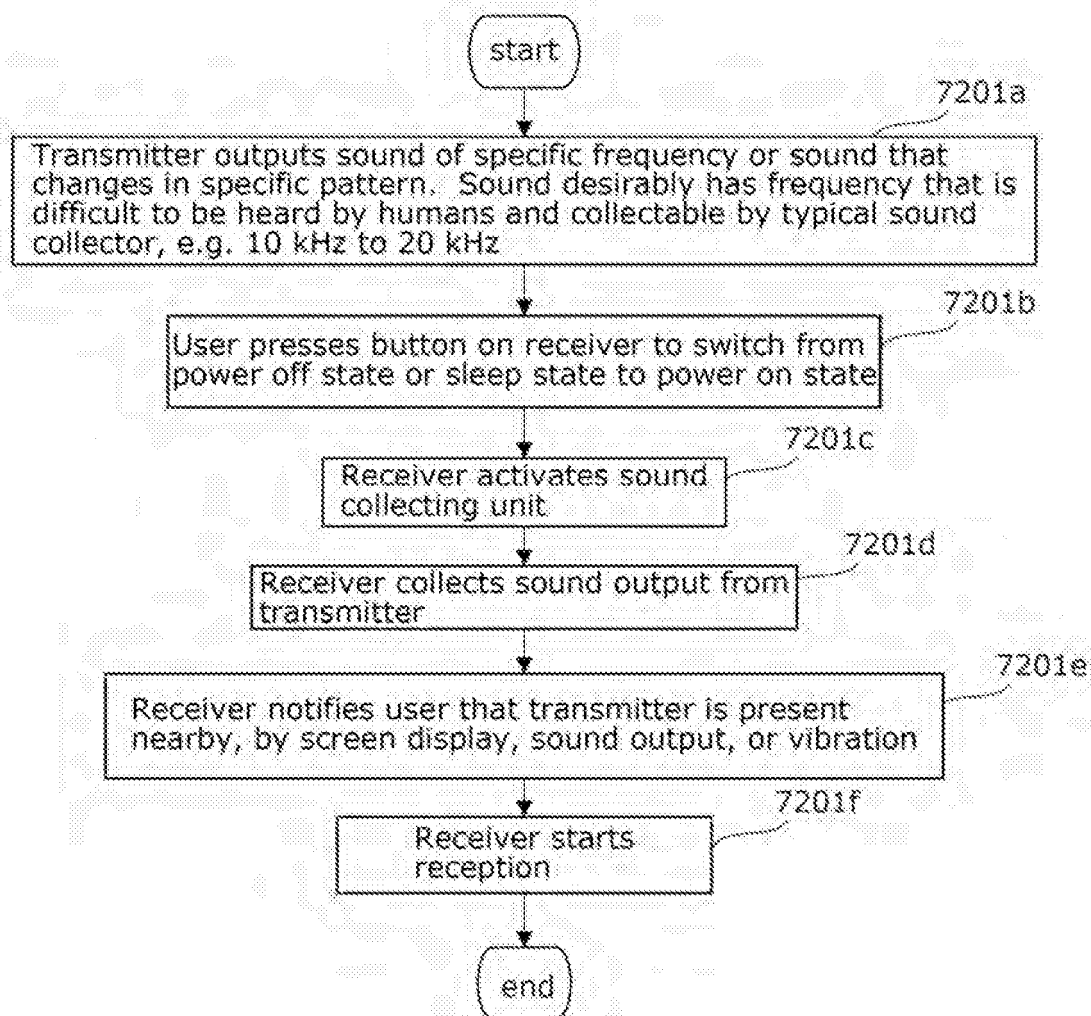 start
7201a
Transmitter outputs sound of specific frequency or sound that
changes in specific pattern. Sound desirably has frequency that is
difficult to be heard by humans and collectable by typical sound
collector, e.g. 10 kHz to 20 kHz
7201b
User presses button on receiver to switch from
power off state or sleep state to power on state
7201c
Receiver activates sound
collecting unit
7201d
Receiver collects sound output from
transmitter
7201e
Receiver notifies user that transmitter is present
nearby, by screen display, sound output, or vibration
7201f
Receiver starts
reception
end